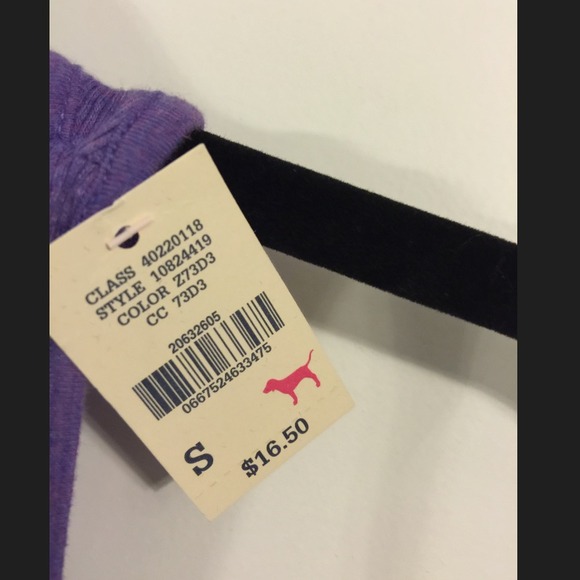 CLASS 40220118
STYLE 10824419
COLOR Z73D3
CC 73D3
20632605
0667524633475
S
$16.50